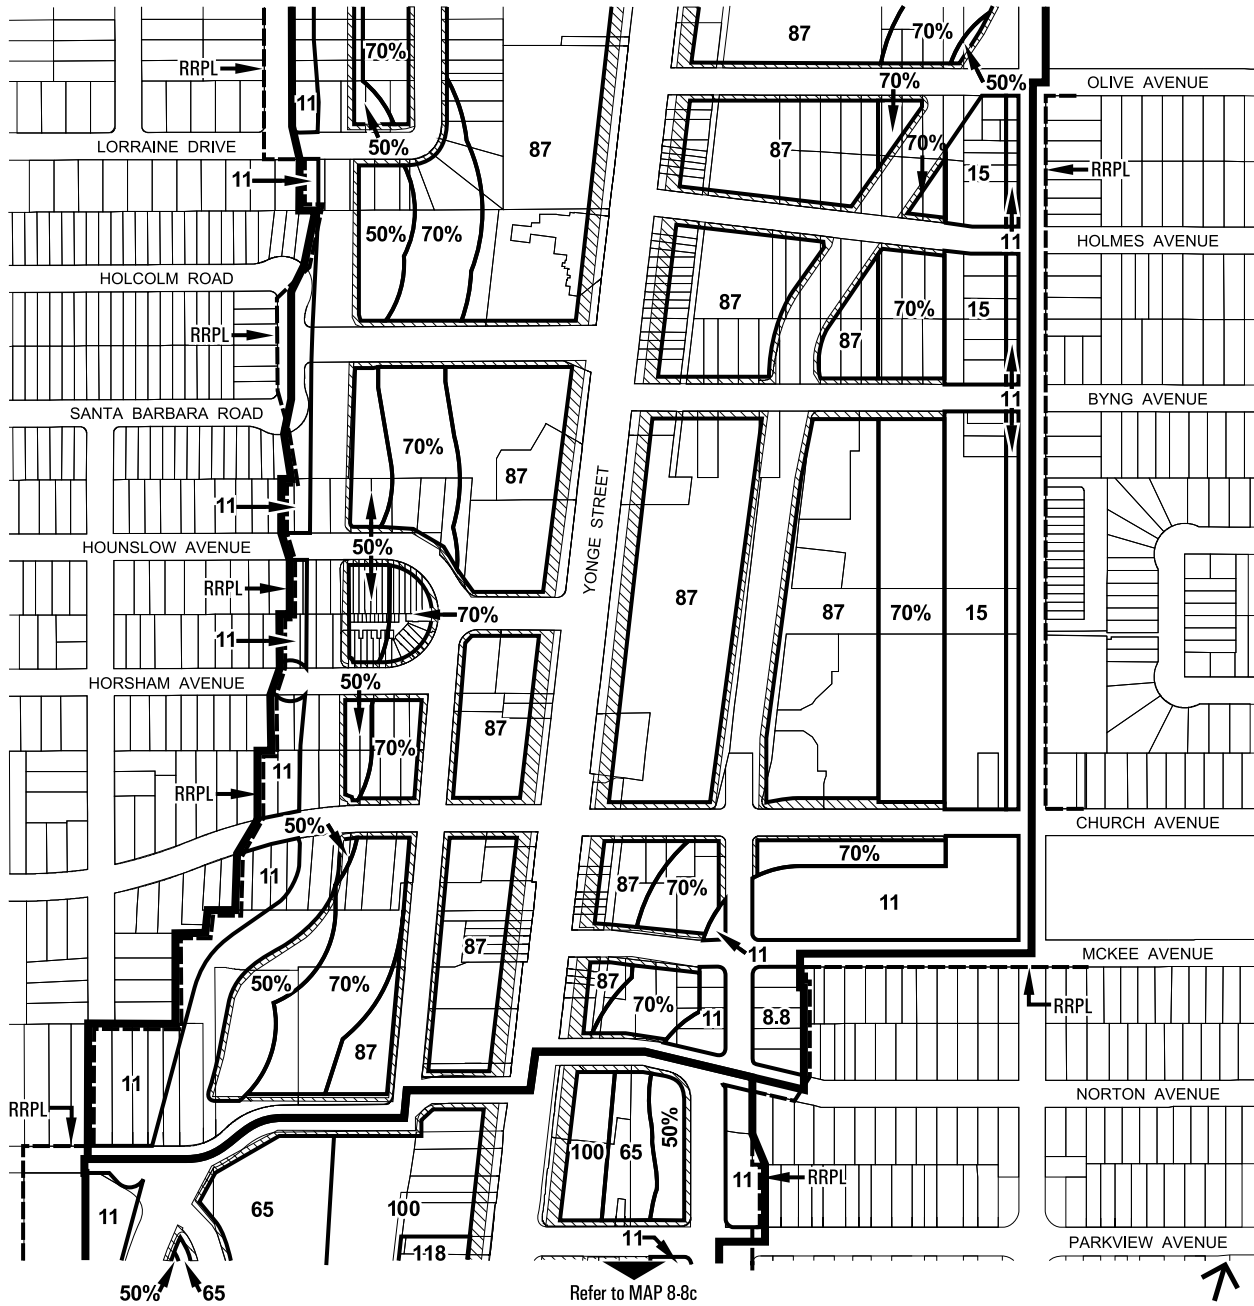 87
70%
70%
RRPL
11
70%
50%
OLIVE AVENUE
LORRAINE DRIVE
50%
87
87
70%
11
15
RRPL
50%
70%
11
HOLMES AVENUE
HOLCOLM ROAD
87
70%
15
RRPL
87
SANTA BARBARA ROAD
11
BYNG AVENUE
70%
87
11
YONGE STREET
HOUNSLOW AVENUE
50%
RRPL
87
87
70%
15
70%
11
HORSHAM AVENUE
50%
87
70%
11
RRPL
50%
CHURCH AVENUE
70%
11
87
70%
11
87
11
MCKEE AVENUE
50%
70%
87
70%
11
8.8
RRPL
87
11
RRPL
NORTON AVENUE
50%
100
65
11
RRPL
11
65
100
11
118
PARKVIEW AVENUE
50%
65
Refer to MAP 8-8c